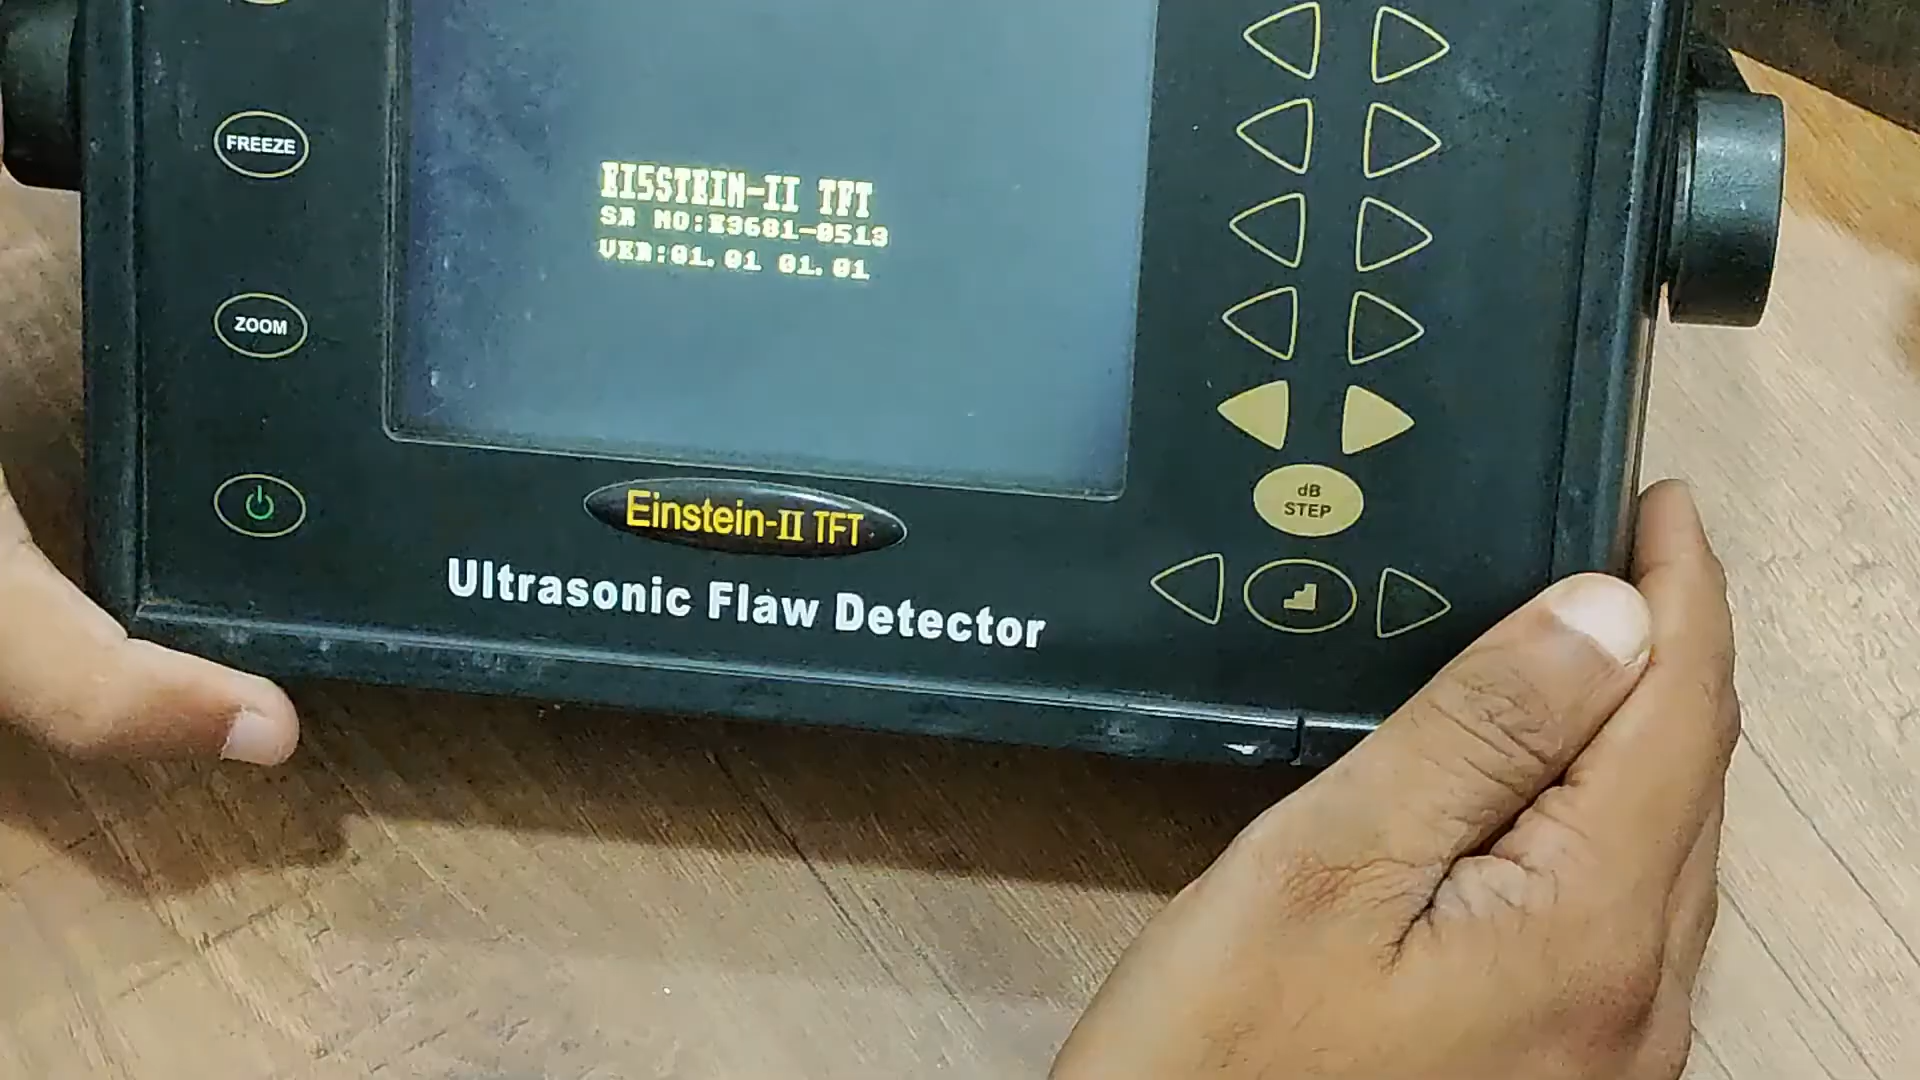 FREEZE
EINSTEIN-II TFT
SR NO:E3681-0513
VER:01.01 01.01
ZOOM
dB
STEP
Einstein-II TFT
Ultrasonic Flaw Detector